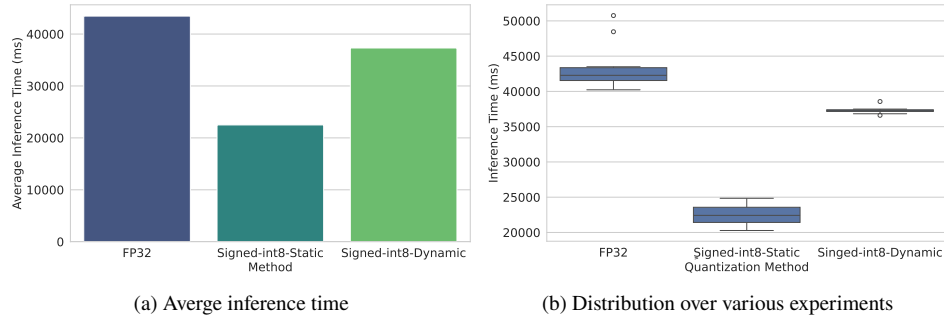 Average Inference Time (ms)
40000
30000
20000
10000
0
FP32
Signed-int8-Static
Signed-int8-Dynamic
Method
(a) Averge inference time
Inference Time (ms)
50000
45000
40000
35000
30000
25000
20000
FP32
Signed-int8-Static
Singed-int8-Dynamic
Quantization Method
(b) Distribution over various experiments